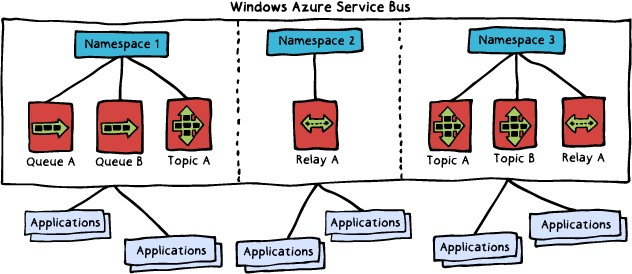 Windows Azure Service Bus
Namespace 1
Namespace 2
Namespace 3
Queue A
Queue B
Topic A
Relay A
Topic A
Topic B
Relay A
Applications
Applications
Applications
Applications
Applications
Applications